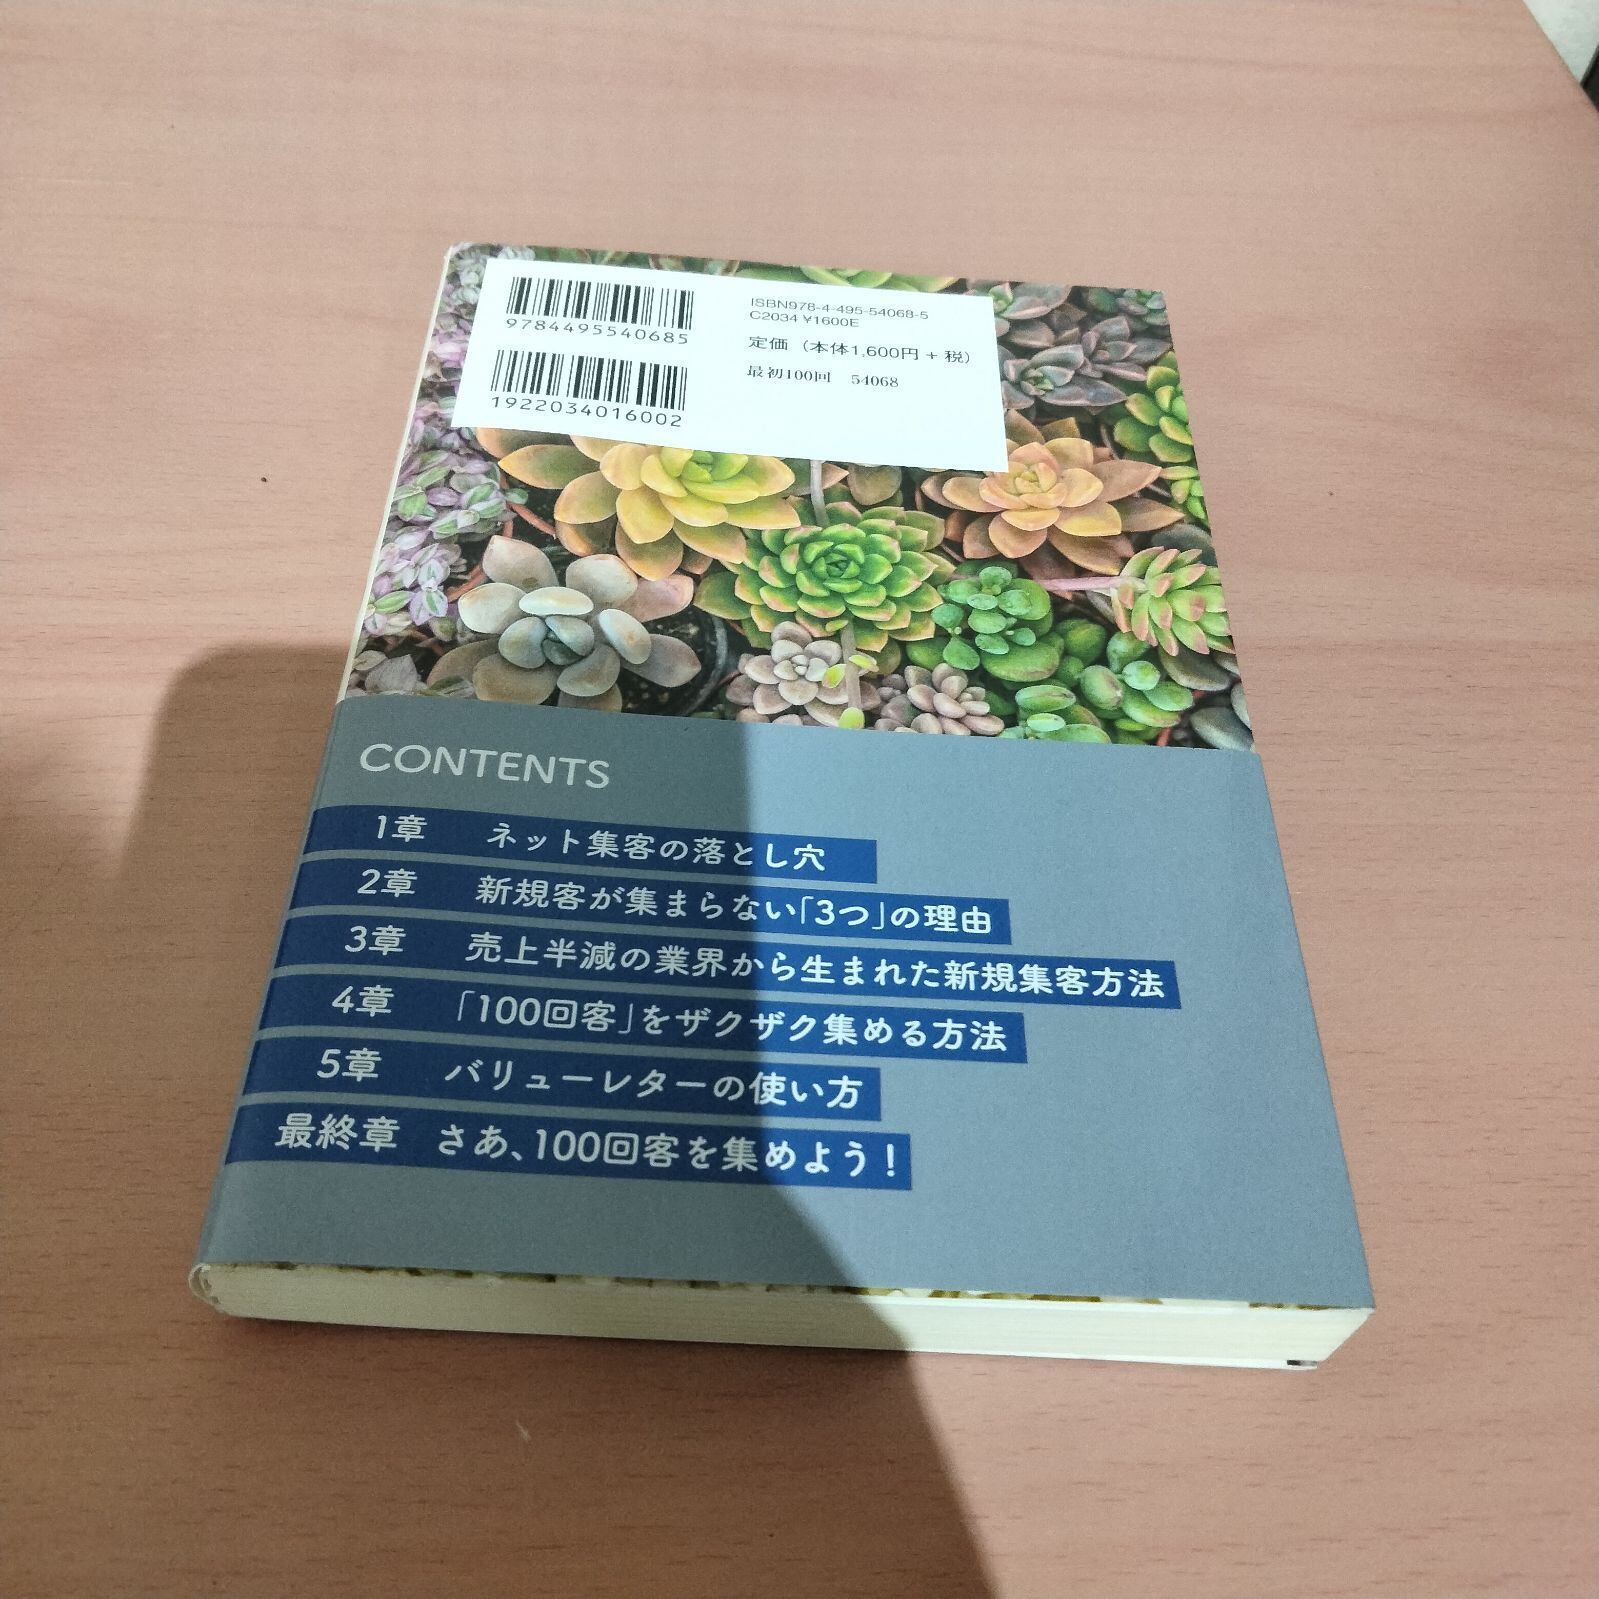 9784495540685
1922034016002
ISBN978-4-495-54068-5
C2034 ¥1600E
定価（本体1,600円 + 税）
最初100回　54068
CONTENTS
1章　ネット集客の落とし穴
2章　新規客が集まらない「3つ」の理由
3章　売上半減の業界から生まれた新規集客方法
4章　「100回客」をザクザク集める方法
5章　バリューレターの使い方
最終章　さあ、100回客を集めよう！